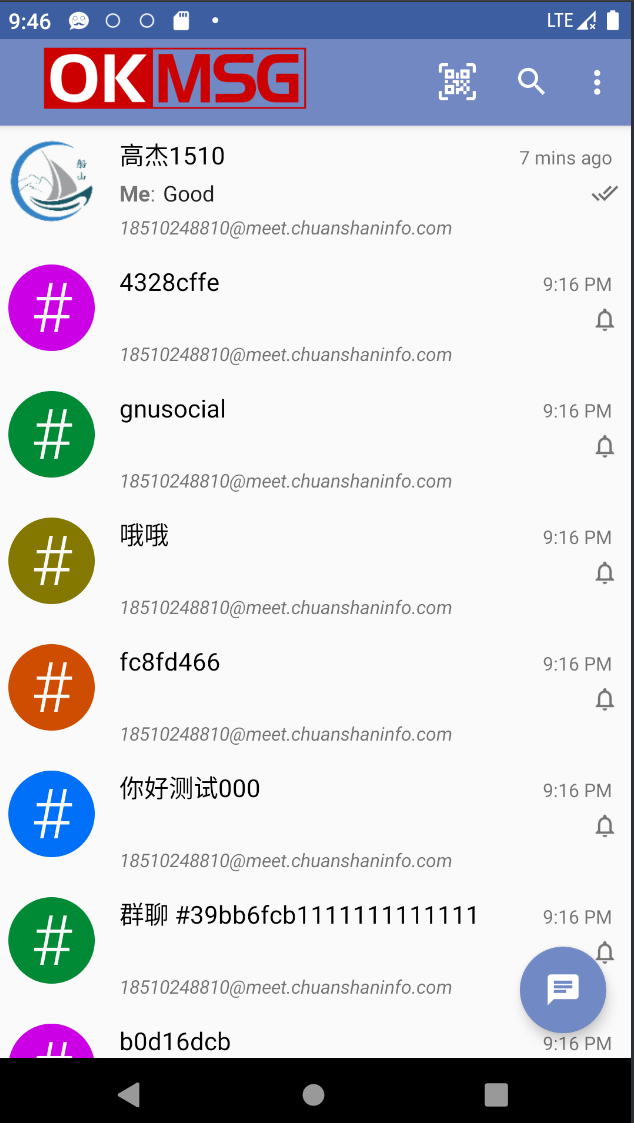 9:46
LTE
OKMSG
高杰1510
7 mins ago
Me: Good
18510248810@meet.chuanshaninfo.com
船山
4328cffe
9:16 PM
18510248810@meet.chuanshaninfo.com
#
gnusocial
9:16 PM
18510248810@meet.chuanshaninfo.com
#
哦哦
9:16 PM
18510248810@meet.chuanshaninfo.com
#
fc8fd466
9:16 PM
18510248810@meet.chuanshaninfo.com
#
你好测试000
9:16 PM
18510248810@meet.chuanshaninfo.com
#
群聊 #39bb6fcb1111111111111
9:16 PM
18510248810@meet.chuanshaninfo.com
#
b0d16dcb
9:16 PM
#